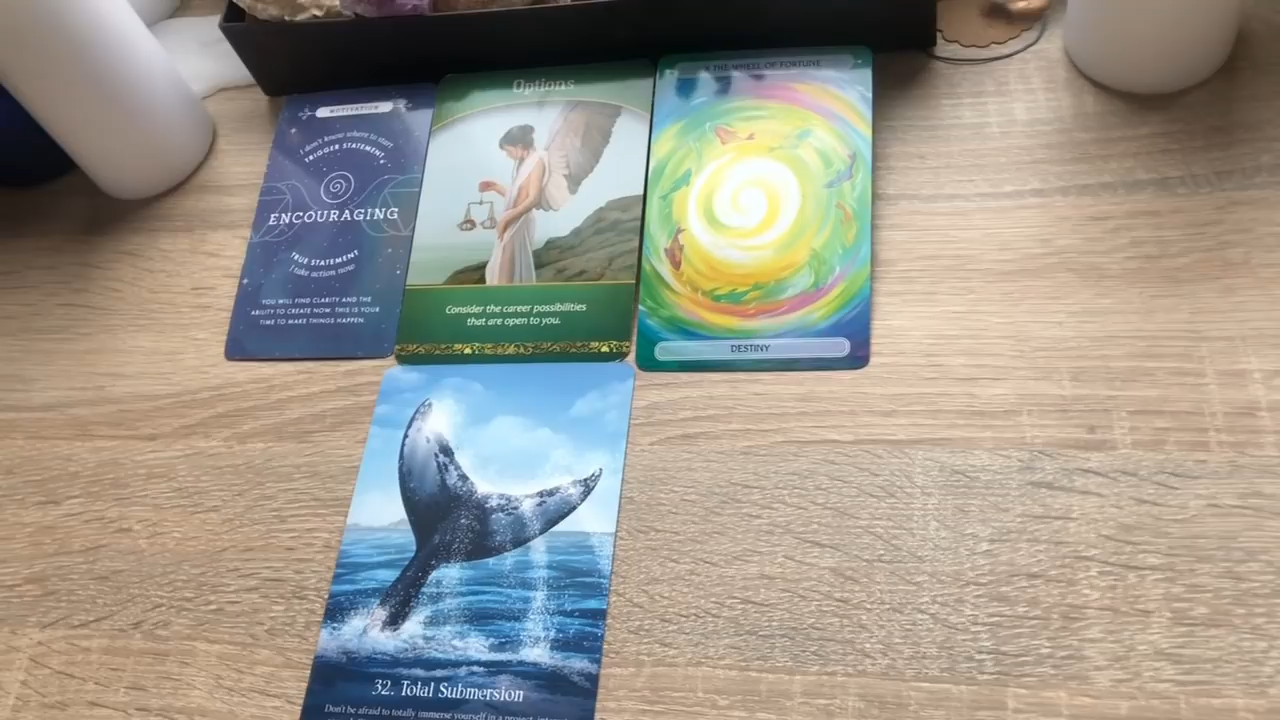 MOTIVATION
I don't know where to start
TRIGGER STATEMENT
ENCOURAGING
TRUE STATEMENT
I take action now
YOU WILL FIND CLARITY AND THE
ABILITY TO CREATE NOW. THIS IS YOUR
TIME TO MAKE THINGS HAPPEN.
Options
Consider the career possibilities
that are open to you.
X THE WHEEL OF FORTUNE
DESTINY
32. Total Submersion
Don't be afraid to totally immerse yourself in a project,